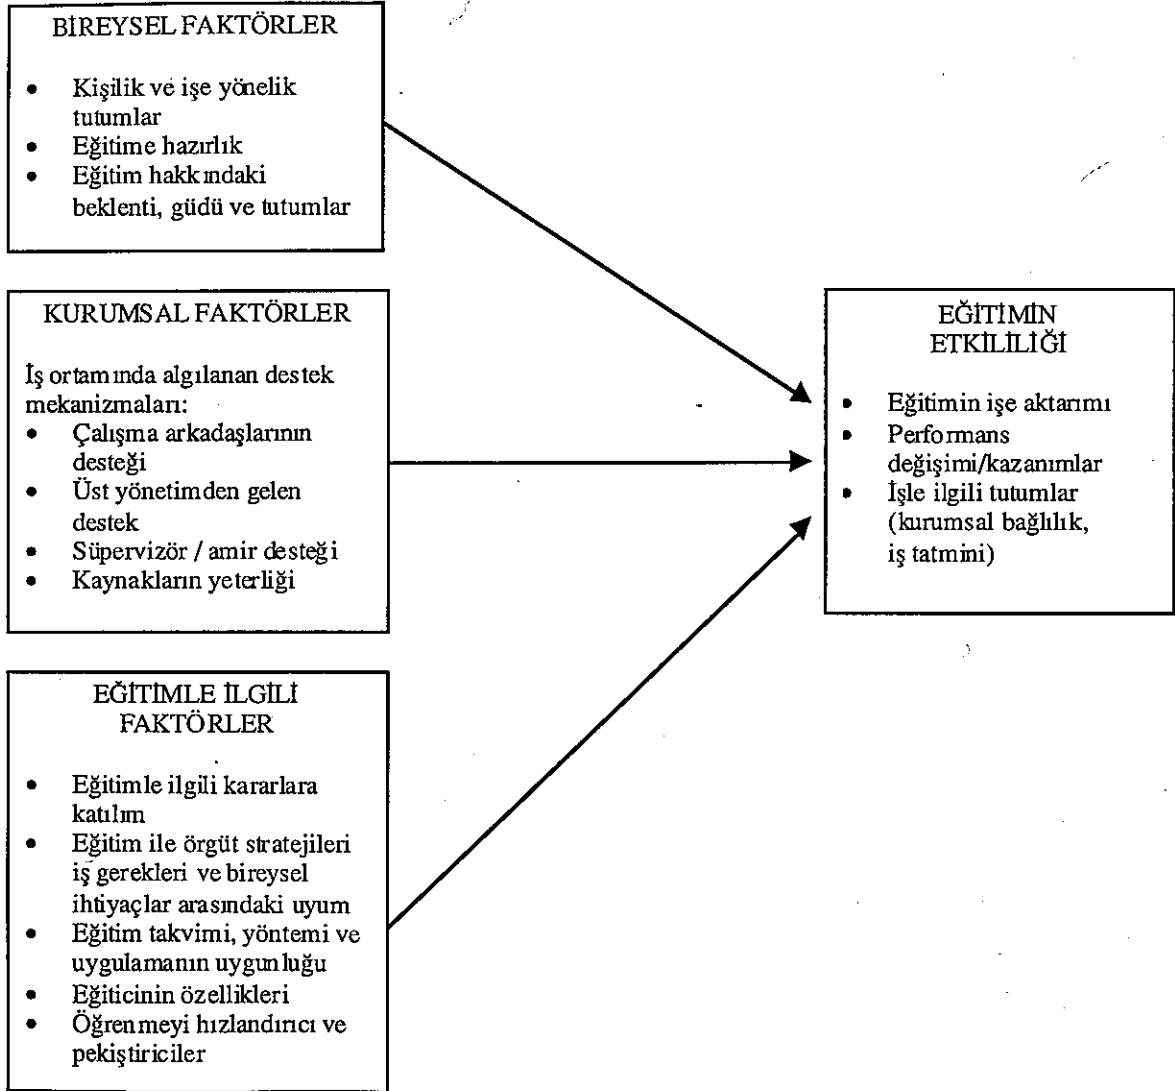 BİREYSEL FAKTÖRLER
• Kişilik ve işe yönelik
tutumlar
• Eğitime hazırlık
• Eğitim hakkındaki
beklenti, güdü ve tutumlar
KURUMSAL FAKTÖRLER
İş ortamında algılanan destek
mekanizmaları:
• Çalışma arkadaşlarının
desteği
• Üst yönetimden gelen
destek
• Süpervizör / amir desteği
• Kaynakların yeterliği
EĞİTİMLE İLGİLİ
FAKTÖRLER
• Eğitimle ilgili kararlara
katılım
• Eğitim ile örgüt stratejileri
iş gerekleri ve bireysel
ihtiyaçlar arasındaki uyum
• Eğitim takvimi, yöntemi ve
uygulamanın uygunluğu
• Eğiticinin özellikleri
• Öğrenmeyi hızlandırıcı ve
pekiştiriciler
EĞİTİMİN
ETKİLİLİĞİ
• Eğitimin işe aktarımı
• Performans
değişimi/kazanımlar
• İşle ilgili tutumlar
(kurumsal bağlılık,
iş tatmini)